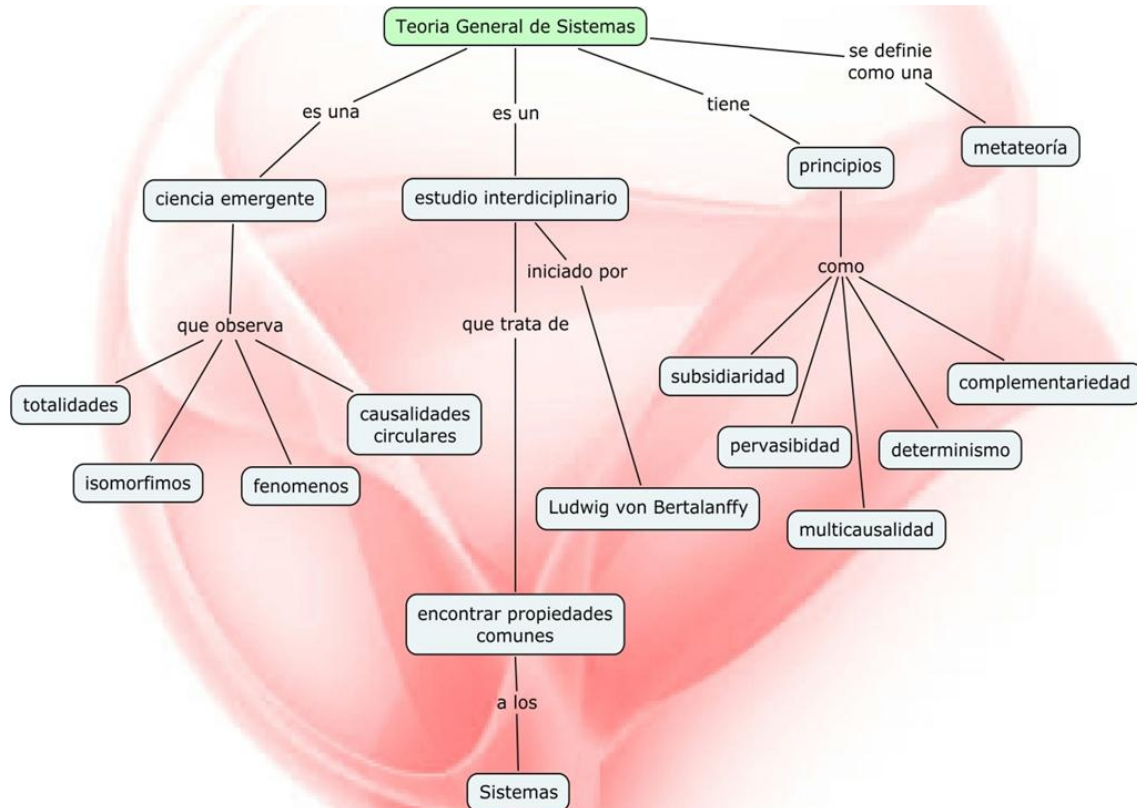 Teoria General de Sistemas
se definie
como una
es una
es un
tiene
metateoría
principios
ciencia emergente
estudio interdiciplinario
iniciado por
como
que observa
que trata de
subsidiaridad
complementariedad
totalidades
causalidades
circulares
pervasibidad
determinismo
isomorfimos
fenomenos
Ludwig von Bertalanffy
multicausalidad
encontrar propiedades
comunes
a los
Sistemas